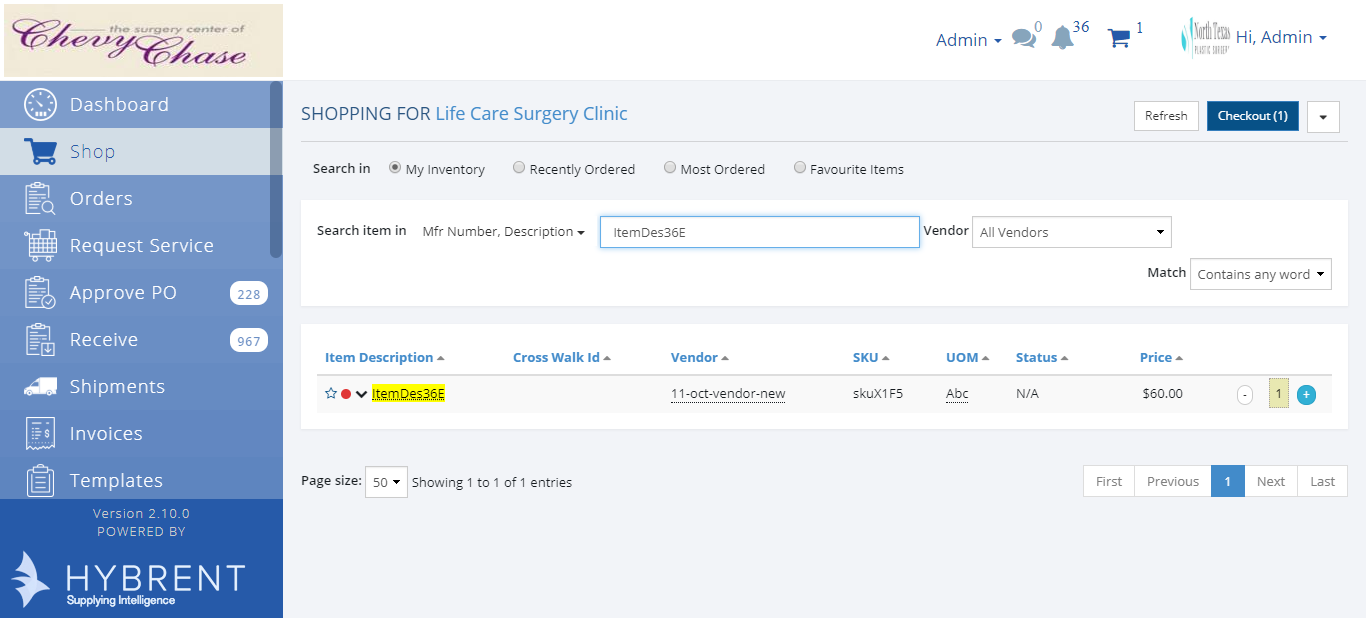 the surgery center of
Chevy Chase
Admin
0
36
1
North Texas
PLASTIC SURGERY
Hi, Admin
Dashboard
Shop
Orders
Request Service
Approve PO 228
Receive 967
Shipments
Invoices
Templates
Version 2.10.0
POWERED BY
HYBRENT
Supplying Intelligence
SHOPPING FOR Life Care Surgery Clinic
Refresh
Checkout (1)
Search in My Inventory Recently Ordered Most Ordered Favourite Items
Search item in Mfr Number, Description ItemDes36E Vendor All Vendors
Match Contains any word
Item Description Cross Walk Id Vendor SKU UOM Status Price
ItemDes36E 11-oct-vendor-new skuX1F5 Abc N/A $60.00 - 1 +
Page size: 50 Showing 1 to 1 of 1 entries
First Previous 1 Next Last